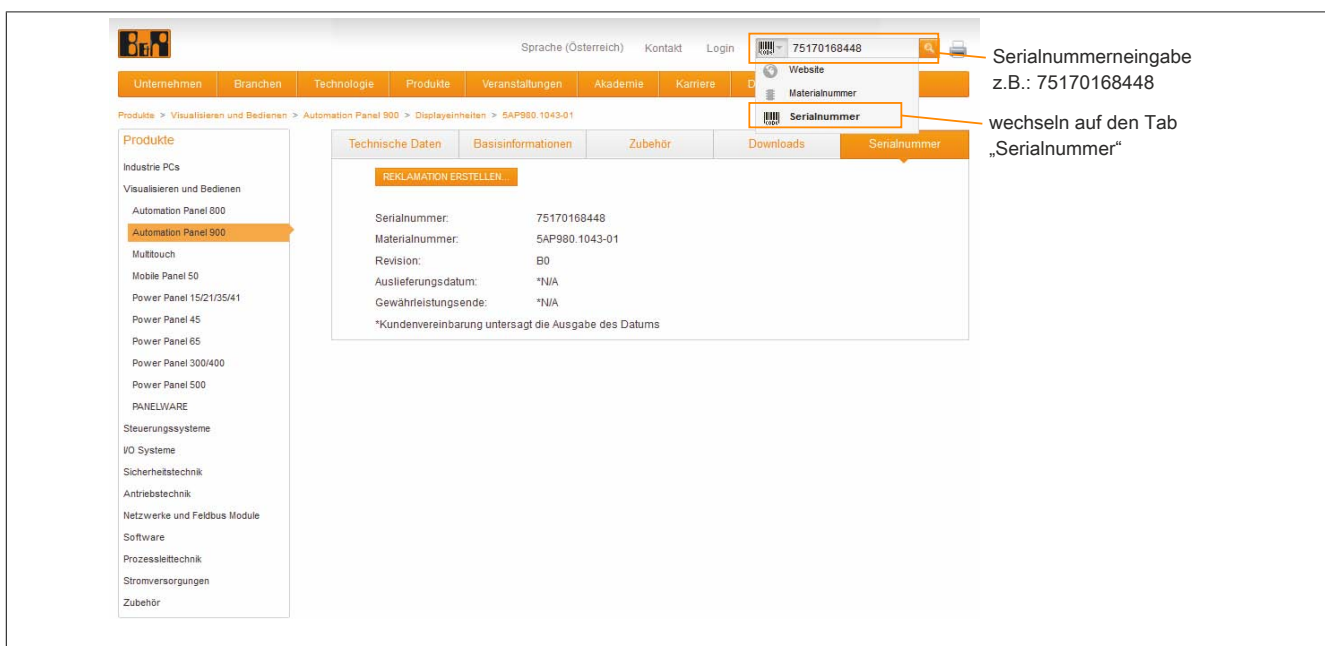 B&R
Sprache (Österreich) Kontakt Login CODE 75170168448
Website
Materialnummer
CODE Serialnummer
Serialnummerneingabe
z.B.: 75170168448
wechseln auf den Tab
„Serialnummer“
Unternehmen Branchen Technologie Produkte Veranstaltungen Akademie Karriere D
Produkte > Visualisieren und Bedienen > Automation Panel 900 > Displayeinheiten > 5AP980.1043-01
Produkte
Industrie PCs
Visualisieren und Bedienen
Automation Panel 800
Automation Panel 900
Multitouch
Mobile Panel 50
Power Panel 15/21/35/41
Power Panel 45
Power Panel 65
Power Panel 300/400
Power Panel 500
PANELWARE
Steuerungssysteme
I/O Systeme
Sicherheitstechnik
Antriebstechnik
Netzwerke und Feldbus Module
Software
Prozessleittechnik
Stromversorgungen
Zubehör
Technische Daten Basisinformationen Zubehör Downloads Serialnummer
REKLAMATION ERSTELLEN...
Serialnummer: 75170168448
Materialnummer: 5AP980.1043-01
Revision: B0
Auslieferungsdatum: *N/A
Gewährleistungsende: *N/A
*Kundenvereinbarung untersagt die Ausgabe des Datums